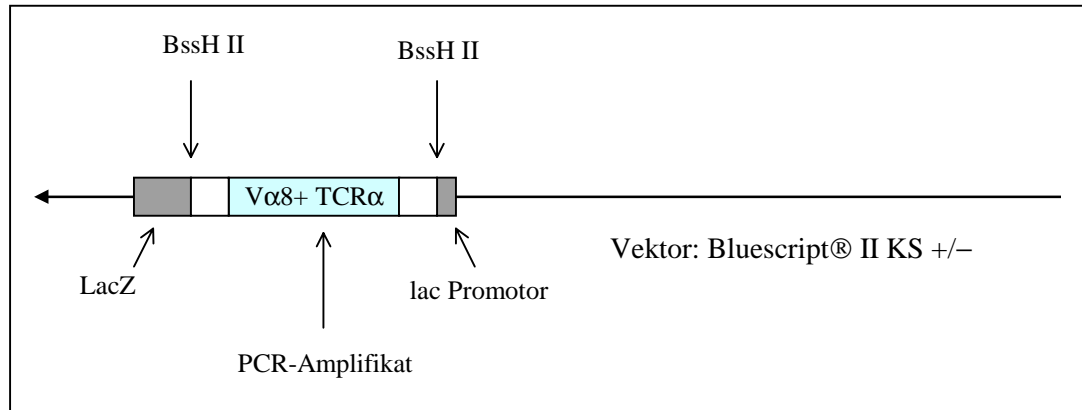 BssH II
BssH II
Vα8+ TCRα
Vektor: Bluescript® II KS +/−
LacZ
lac Promotor
PCR-Amplifikat